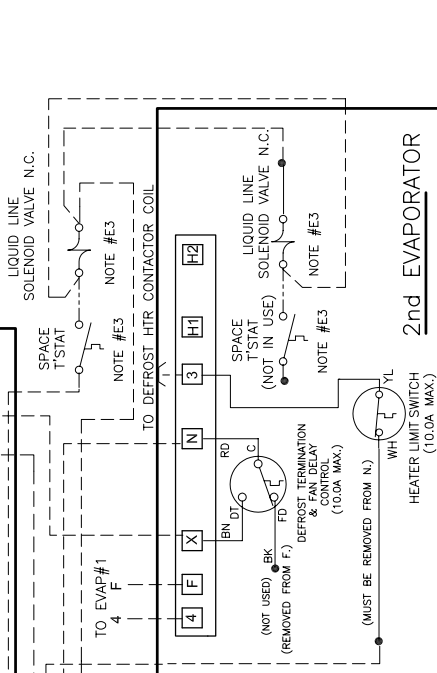 LIQUID LINE
SOLENOID VALVE N.C.
NOTE #E3
SPACE
T'STAT
NOTE #E3
TO DEFROST HTR CONTACTOR COIL
H2
H1
3
N
X
F
4
TO EVAP#1
F
4
LIQUID LINE
SOLENOID VALVE N.C.
NOTE #E3
SPACE
T'STAT
(NOT IN USE)
NOTE #E3
2nd EVAPORATOR
RD
C
BN
DT
FD
BK
DEFROST TERMINATION
& FAN DELAY
CONTROL
(10.0A MAX.)
(NOT USED)
(REMOVED FROM F.)
YL
WH
HEATER LIMIT SWITCH
(10.0A MAX.)
(MUST BE REMOVED FROM N.)